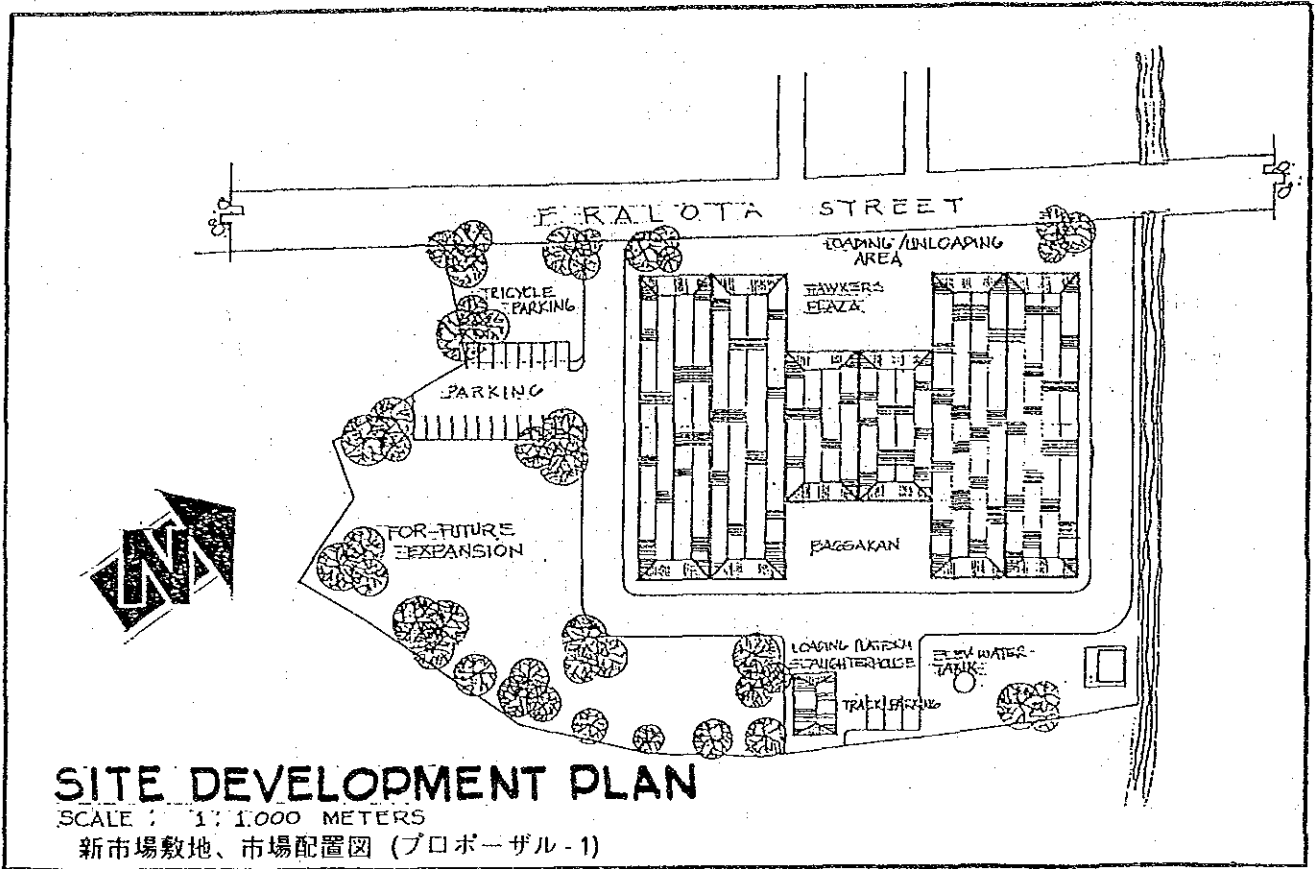 F. RALOTA STREET
LOADING/UNLOADING
AREA
TRICYCLE
PARKING
HAWKERS
PLAZA
PARKING
FOR FUTURE
EXPANSION
BAGSAKAN
N
LOADING PLATFORM
SLAUGHTERHOUSE
ELEV WATER
TANK
TRACK PARKING
SITE DEVELOPMENT PLAN
SCALE : 1:1.000 METERS
新市場敷地、市場配置図 (プロポーザル-1)